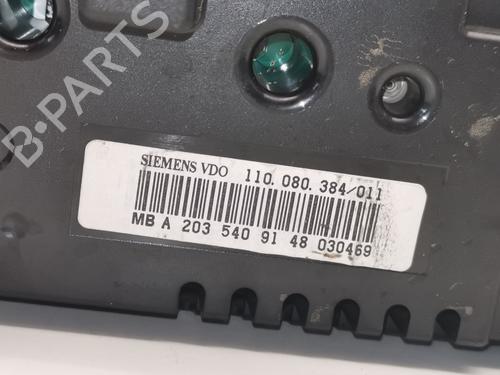 B-PARTS
SIEMENS VDO 110.080.384/011
MB A 203 540 91 48 030469